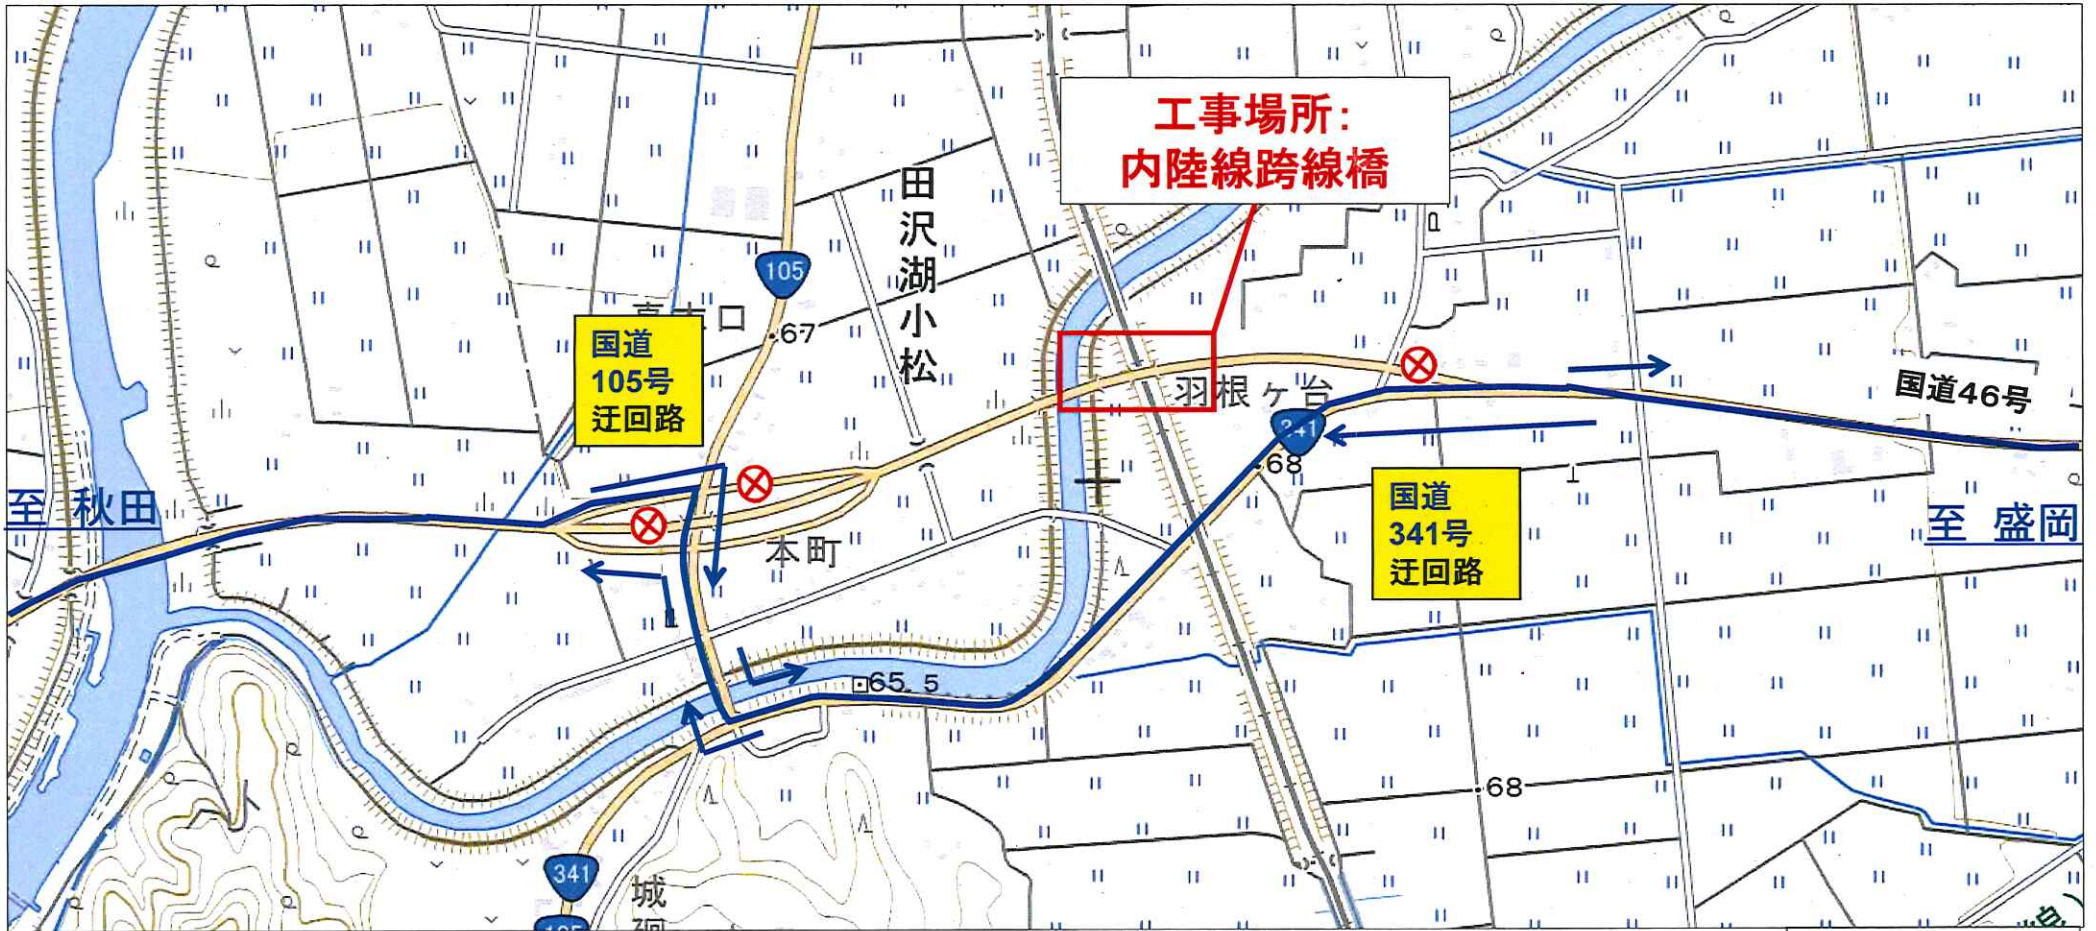 工事場所:
内陸線跨線橋
田沢湖小松
105
67
国道
105号
迂回路
羽根ヶ台
国道46号
341
68
至 秋田
国道
341号
迂回路
至 盛岡
本町
65.5
68
341
城
105